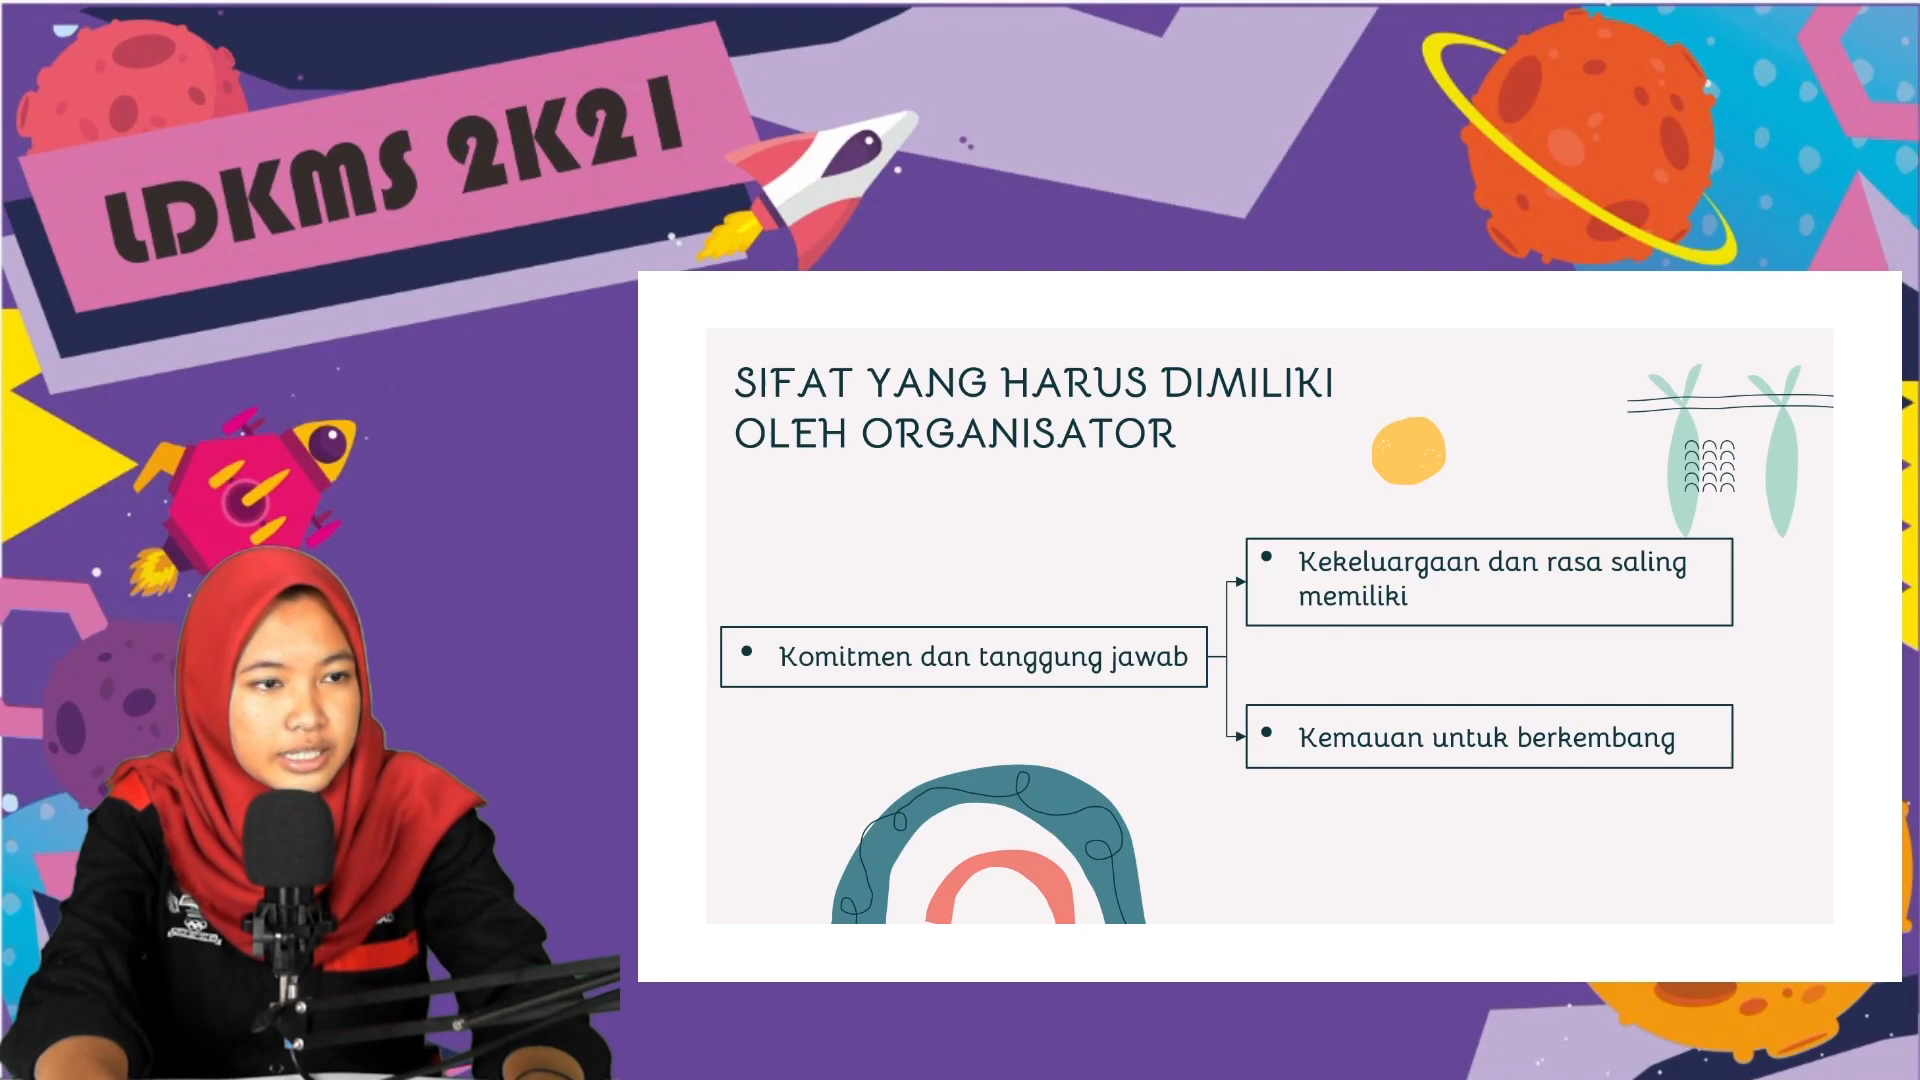 LDKMS 2K21
SIFAT YANG HARUS DIMILIKI
OLEH ORGANISATOR
• Komitmen dan tanggung jawab
• Kekeluargaan dan rasa saling
memiliki
• Kemauan untuk berkembang